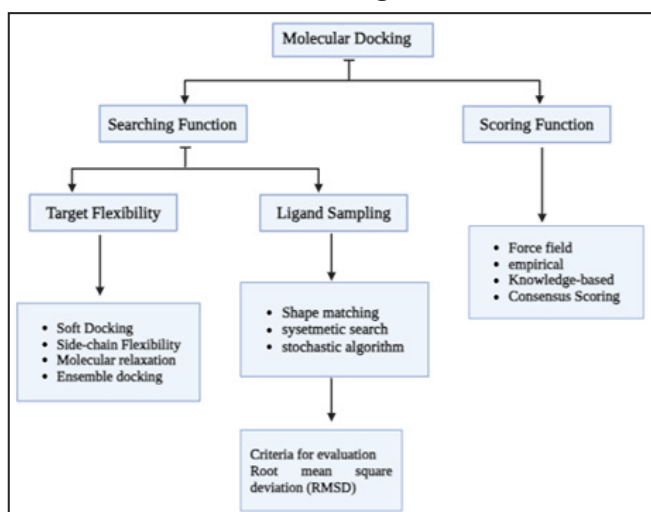 Molecular Docking
Searching Function
Scoring Function
Target Flexibility
Ligand Sampling
• Force field
• empirical
• Knowledge-based
• Consensus Scoring
• Soft Docking
• Side-chain Flexibility
• Molecular relaxation
• Ensemble docking
• Shape matching
• sysetmetic search
• stochastic algorithm
Criteria for evaluation
Root mean square
deviation (RMSD)